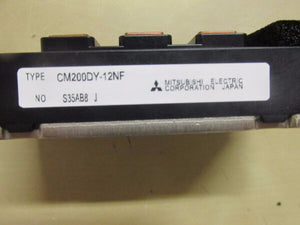 TYPE CM200DY-12NF
MITSUBISHI ELECTRIC
CORPORATION JAPAN
NO S35AB8 J